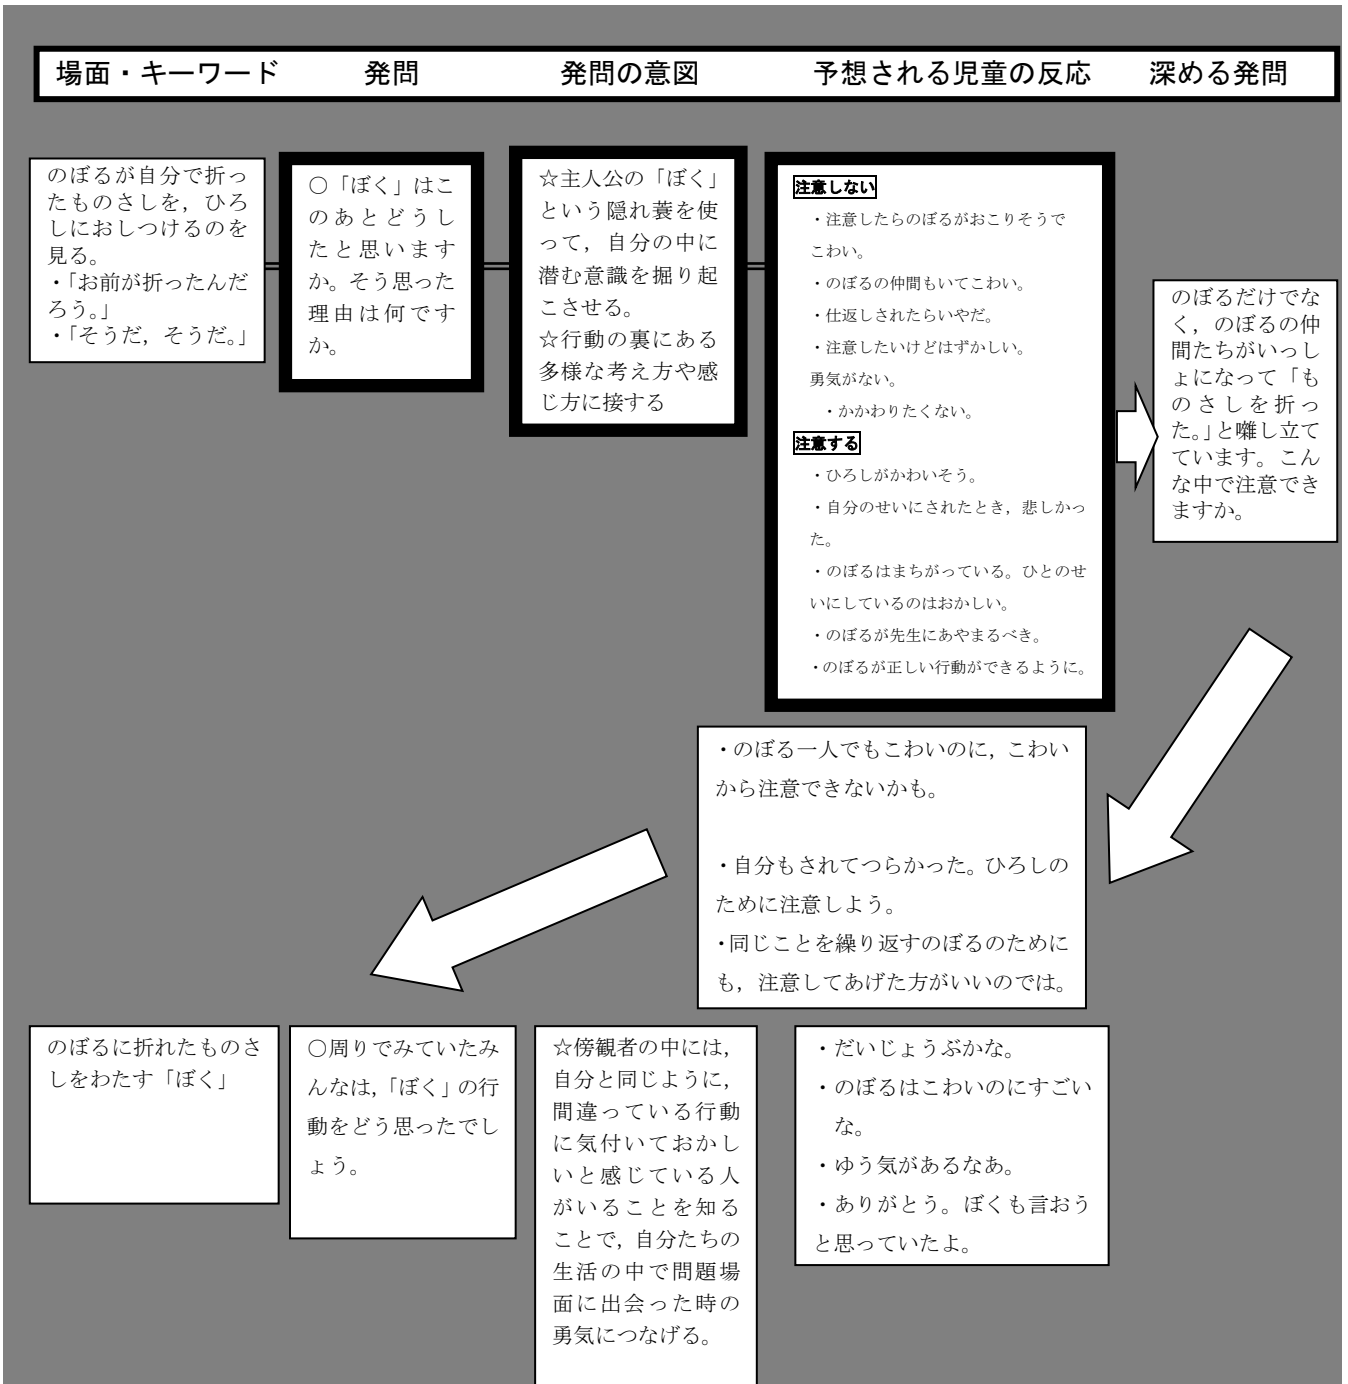 場面・キーワード　発問　発問の意図　予想される児童の反応　深める発問
のぼるが自分で折っ
たものさしを，ひろ
しにおしつけるのを
見る。
・「お前が折ったんだ
ろう。」
・「そうだ，そうだ。」
○「ぼく」はこ
のあとどうし
たと思います
か。そう思った
理由は何です
か。
☆主人公の「ぼく」
という隠れ蓑を使
って，自分の中に
潜む意識を掘り起
こさせる。
☆行動の裏にある
多様な考え方や感
じ方に接する
注意しない
・注意したらのぼるがおこりそうで
こわい。
・のぼるの仲間もいてこわい。
・仕返しされたらいやだ。
・注意したいけどはずかしい。
勇気がない。
・かかわりたくない。
注意する
・ひろしがかわいそう。
・自分のせいにされたとき，悲しかっ
た。
・のぼるはまちがっている。ひとのせ
いにしているのはおかしい。
・のぼるが先生にあやまるべき。
・のぼるが正しい行動ができるように。
のぼるだけでな
く，のぼるの仲
間たちがいっし
ょになって「も
のさしを折っ
た。」と囃し立て
ています。こん
な中で注意でき
ますか。
・のぼる一人でもこわいのに，こわい
から注意できないかも。
・自分もされてつらかった。ひろしの
ために注意しよう。
・同じことを繰り返すのぼるのために
も，注意してあげた方がいいのでは。
のぼるに折れたものさ
しをわたす「ぼく」
○周りでみていたみ
んなは，「ぼく」の行
動をどう思ったでし
ょう。
☆傍観者の中には，
自分と同じように，
間違っている行動
に気付いておかし
いと感じている人
がいることを知る
ことで，自分たちの
生活の中で問題場
面に出会った時の
勇気につなげる。
・だいじょうぶかな。
・のぼるはこわいのにすごい
な。
・ゆう気があるなあ。
・ありがとう。ぼくも言おう
と思っていたよ。